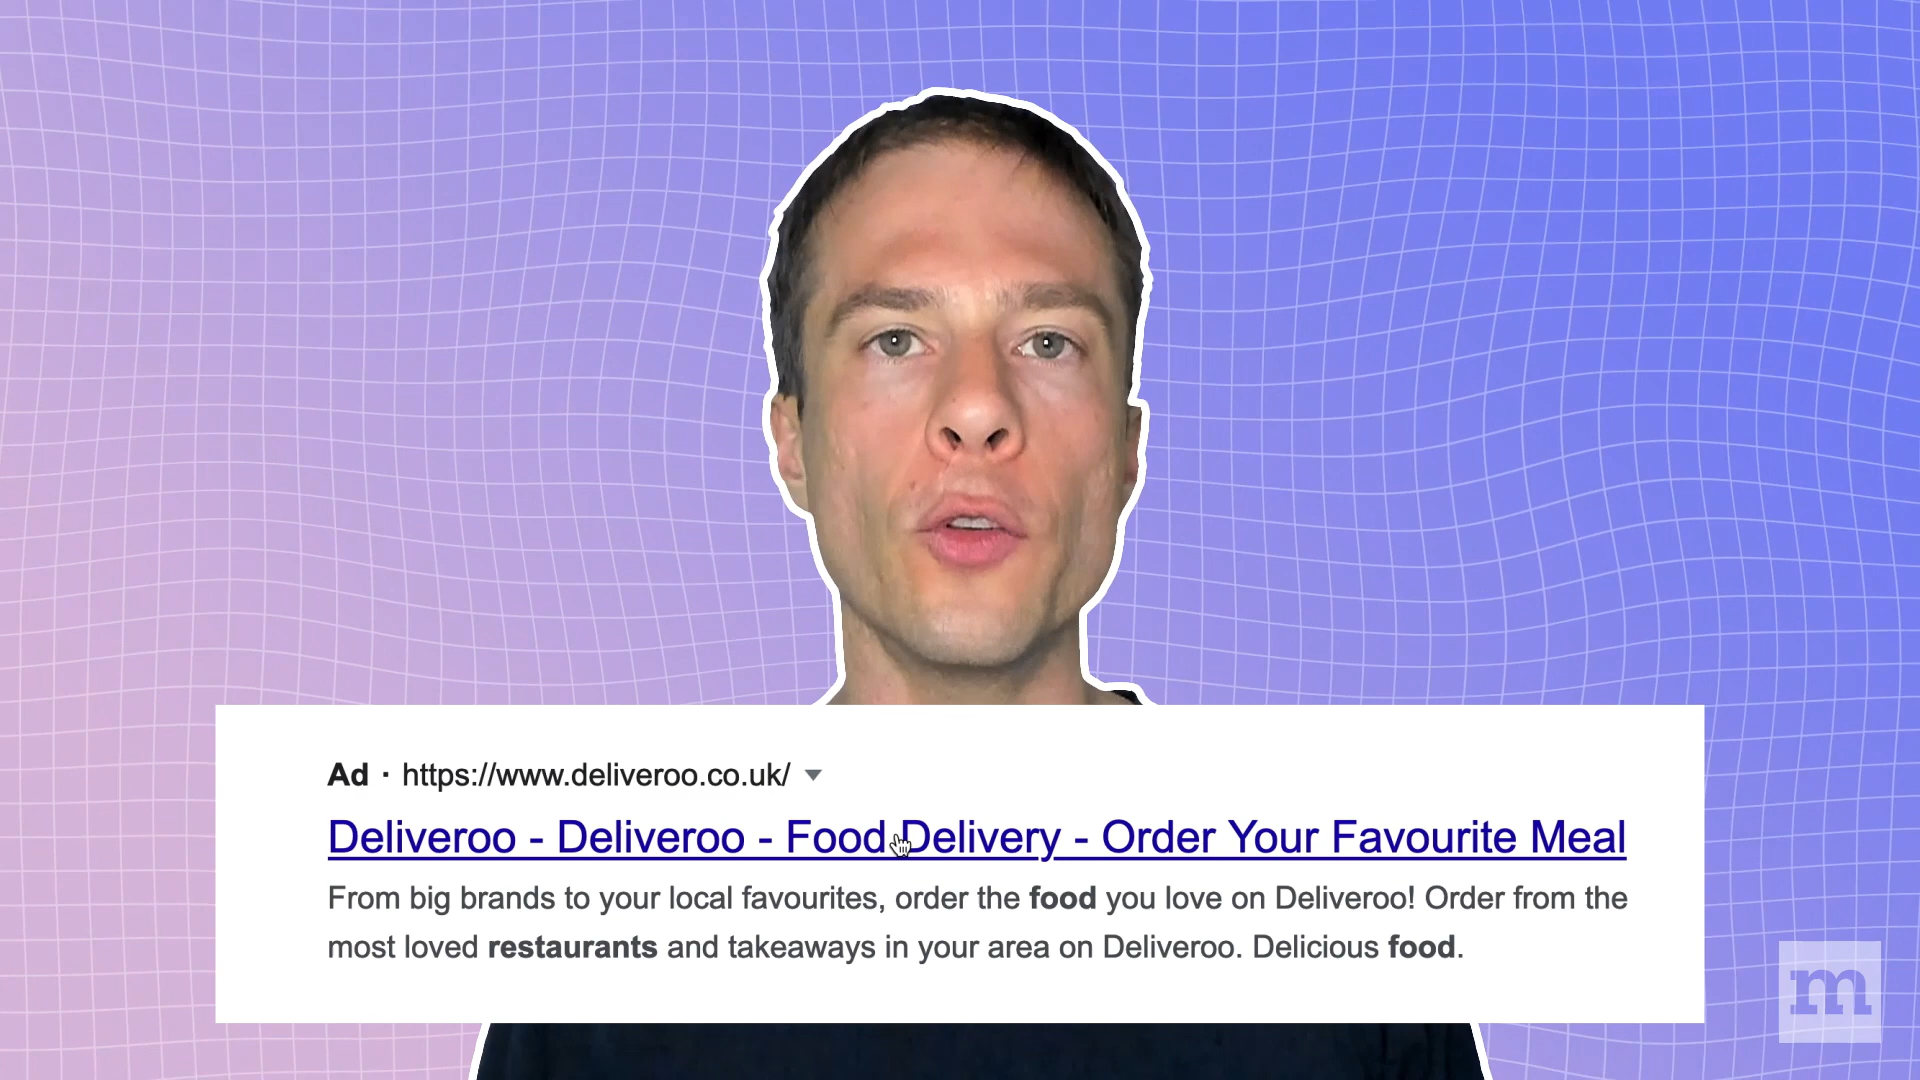 Ad · https://www.deliveroo.co.uk/
Deliveroo - Deliveroo - Food Delivery - Order Your Favourite Meal
From big brands to your local favourites, order the food you love on Deliveroo! Order from the
most loved restaurants and takeaways in your area on Deliveroo. Delicious food.
m